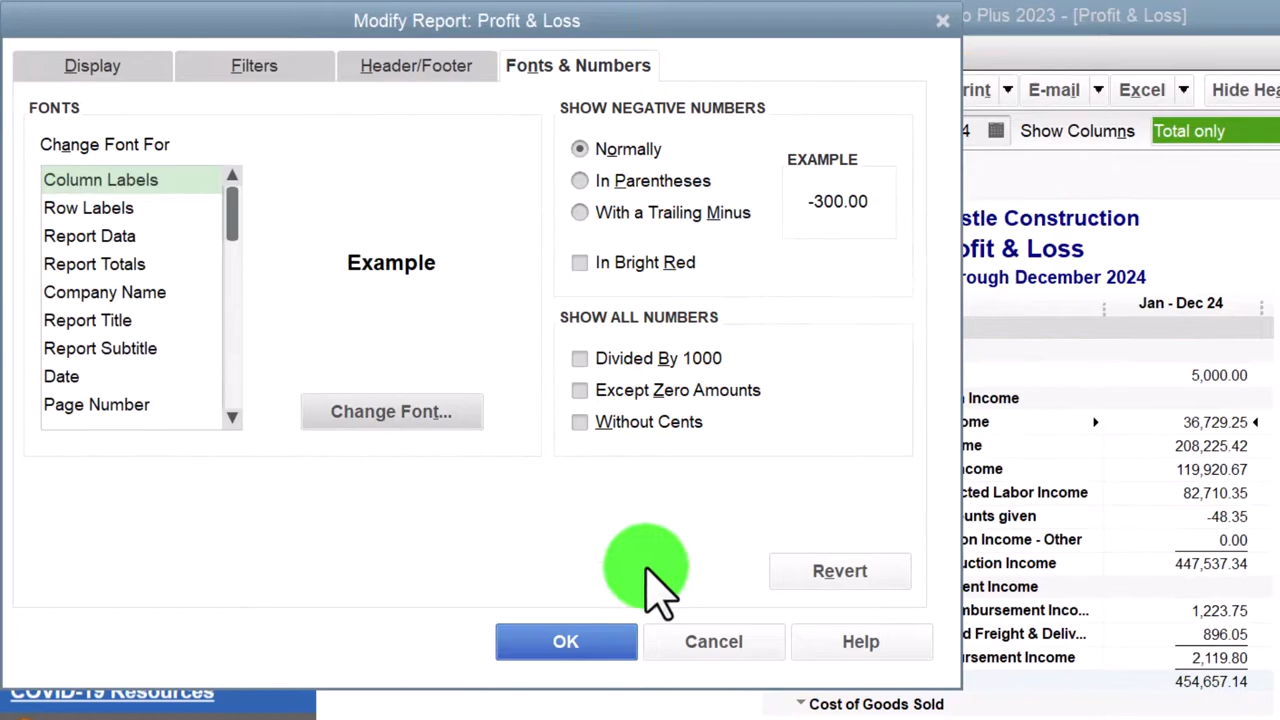 Modify Report: Profit & Loss
o Plus 2023 - [Profit & Loss]
Display
Filters
Header/Footer
Fonts & Numbers
rint
E-mail
Excel
Hide Hea
4
Show Columns
Total only
FONTS
Change Font For
Column Labels
Row Labels
Report Data
Report Totals
Company Name
Report Title
Report Subtitle
Date
Page Number
Example
Change Font...
SHOW NEGATIVE NUMBERS
Normally
In Parentheses
With a Trailing Minus
In Bright Red
EXAMPLE
-300.00
SHOW ALL NUMBERS
Divided By 1000
Except Zero Amounts
Without Cents
Revert
OK
Cancel
Help
stle Construction
ofit & Loss
rough December 2024
Jan - Dec 24
5,000.00
n Income
ome 36,729.25
me 208,225.42
ncome 119,920.67
cted Labor Income 82,710.35
unts given -48.35
on Income - Other 0.00
uction Income 447,537.34
ment Income
mbursement Inco... 1,223.75
d Freight & Deliv... 896.05
ursement Income 2,119.80
454,657.14
Cost of Goods Sold
COVID-19 Resources